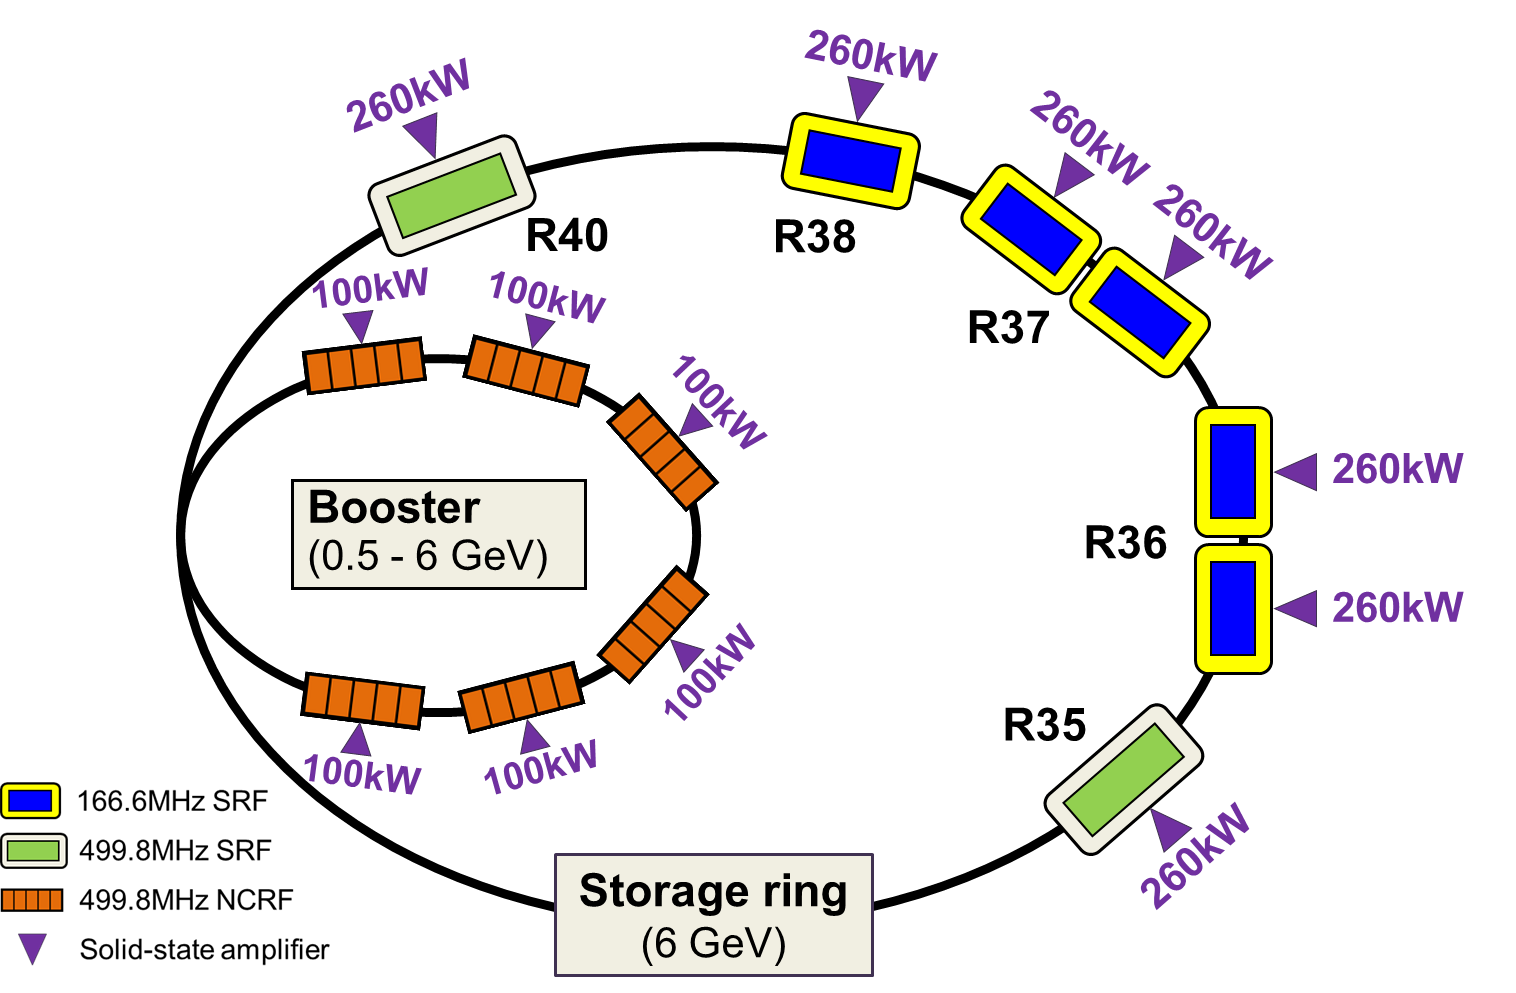 260kW
260kW
260kW
260kW
R40
R38
R37
100kW
100kW
100kW
Booster
(0.5 - 6 GeV)
260kW
R36
260kW
100kW
R35
100kW
100kW
260kW
166.6MHz SRF
499.8MHz SRF
499.8MHz NCRF
Solid-state amplifier
Storage ring
(6 GeV)